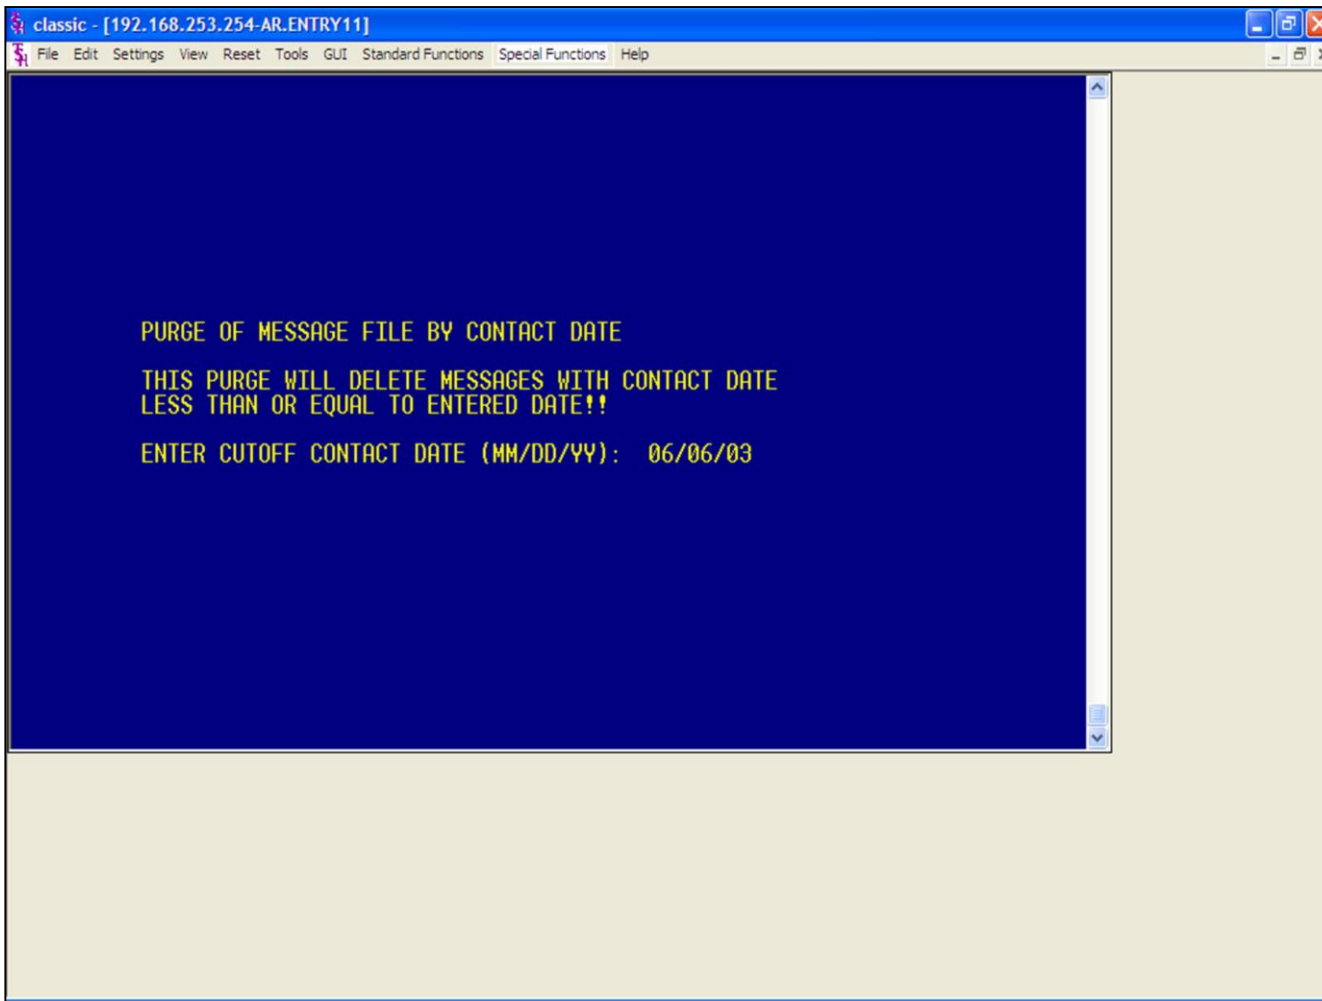 classic - [192.168.253.254-AR.ENTRY11]
File Edit Settings View Reset Tools GUI Standard Functions Special Functions Help
PURGE OF MESSAGE FILE BY CONTACT DATE
THIS PURGE WILL DELETE MESSAGES WITH CONTACT DATE
LESS THAN OR EQUAL TO ENTERED DATE!!
ENTER CUTOFF CONTACT DATE (MM/DD/YY): 06/06/03